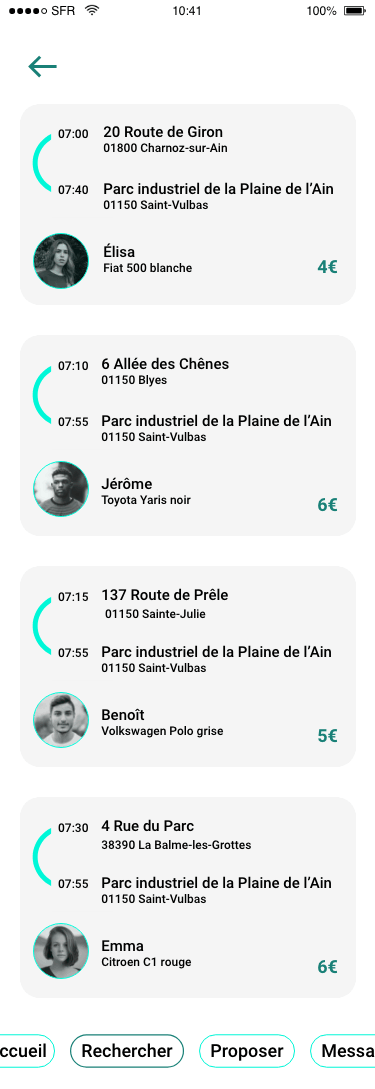 SFR 10:41 100%
07:00 20 Route de Giron
01800 Charnoz-sur-Ain
07:40 Parc industriel de la Plaine de l'Ain
01150 Saint-Vulbas
Élisa
Fiat 500 blanche
4€
07:10 6 Allée des Chênes
01150 Blyes
07:55 Parc industriel de la Plaine de l'Ain
01150 Saint-Vulbas
Jérôme
Toyota Yaris noir
6€
07:15 137 Route de Prêle
01150 Sainte-Julie
07:55 Parc industriel de la Plaine de l'Ain
01150 Saint-Vulbas
Benoît
Volkswagen Polo grise
5€
07:30 4 Rue du Parc
38390 La Balme-les-Grottes
07:55 Parc industriel de la Plaine de l'Ain
01150 Saint-Vulbas
Emma
Citroen C1 rouge
6€
ccueil Rechercher Proposer Messa